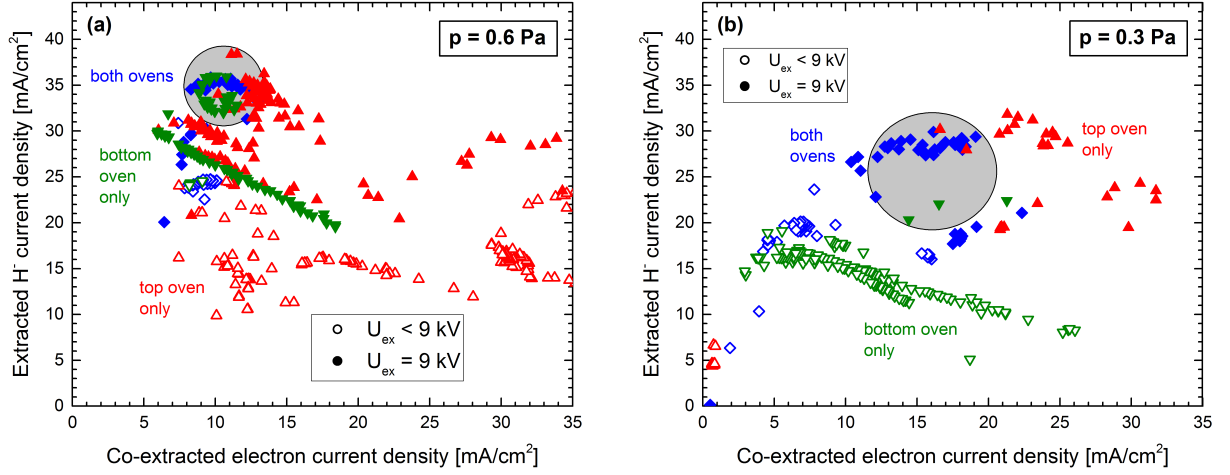 (a)
p = 0.6 Pa
both ovens
bottom
oven
only
top oven
only
U_ex < 9 kV
U_ex = 9 kV
Extracted H⁻ current density [mA/cm²]
40
35
30
25
20
15
10
5
0
0 5 10 15 20 25 30 35
Co-extracted electron current density [mA/cm²]
(b)
p = 0.3 Pa
U_ex < 9 kV
U_ex = 9 kV
both
ovens
top oven
only
bottom oven
only
Extracted H⁻ current density [mA/cm²]
40
35
30
25
20
15
10
5
0
0 5 10 15 20 25 30 35
Co-extracted electron current density [mA/cm²]